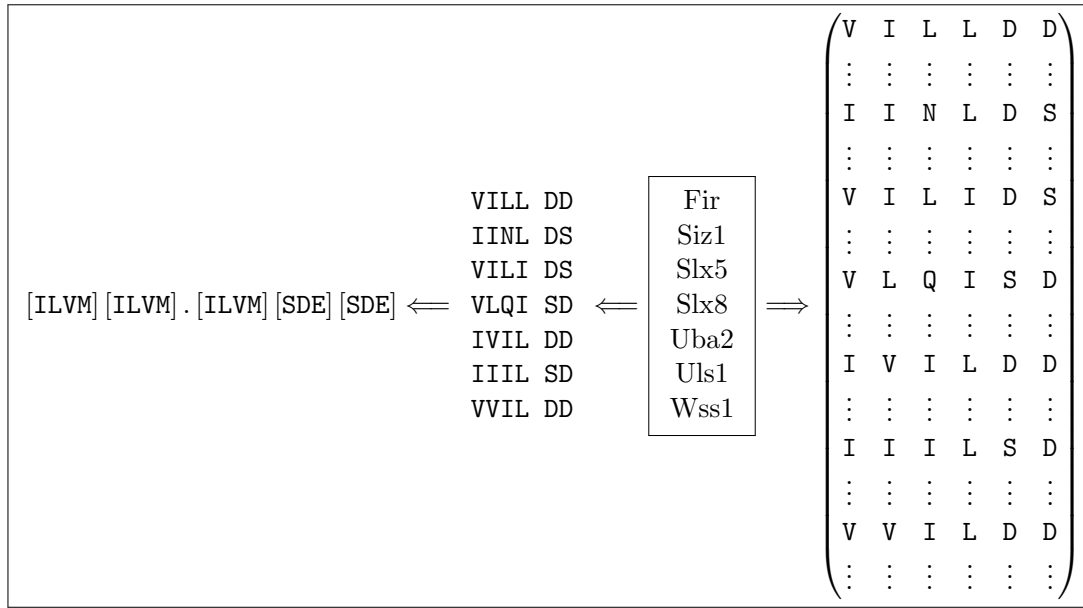 [ILVM][ILVM].[ILVM][SDE][SDE] ⟸
VILL DD
IINL DS
VILI DS
VLQI SD
IVIL DD
IIIL SD
VVIL DD
⟸
Fir
Siz1
Slx5
Slx8
Uba2
Uls1
Wss1
⟹
V I L L D D
⋮ ⋮ ⋮ ⋮ ⋮ ⋮
I I N L D S
⋮ ⋮ ⋮ ⋮ ⋮ ⋮
V I L I D S
⋮ ⋮ ⋮ ⋮ ⋮ ⋮
V L Q I S D
⋮ ⋮ ⋮ ⋮ ⋮ ⋮
I V I L D D
⋮ ⋮ ⋮ ⋮ ⋮ ⋮
I I I L S D
⋮ ⋮ ⋮ ⋮ ⋮ ⋮
V V I L D D
⋮ ⋮ ⋮ ⋮ ⋮ ⋮